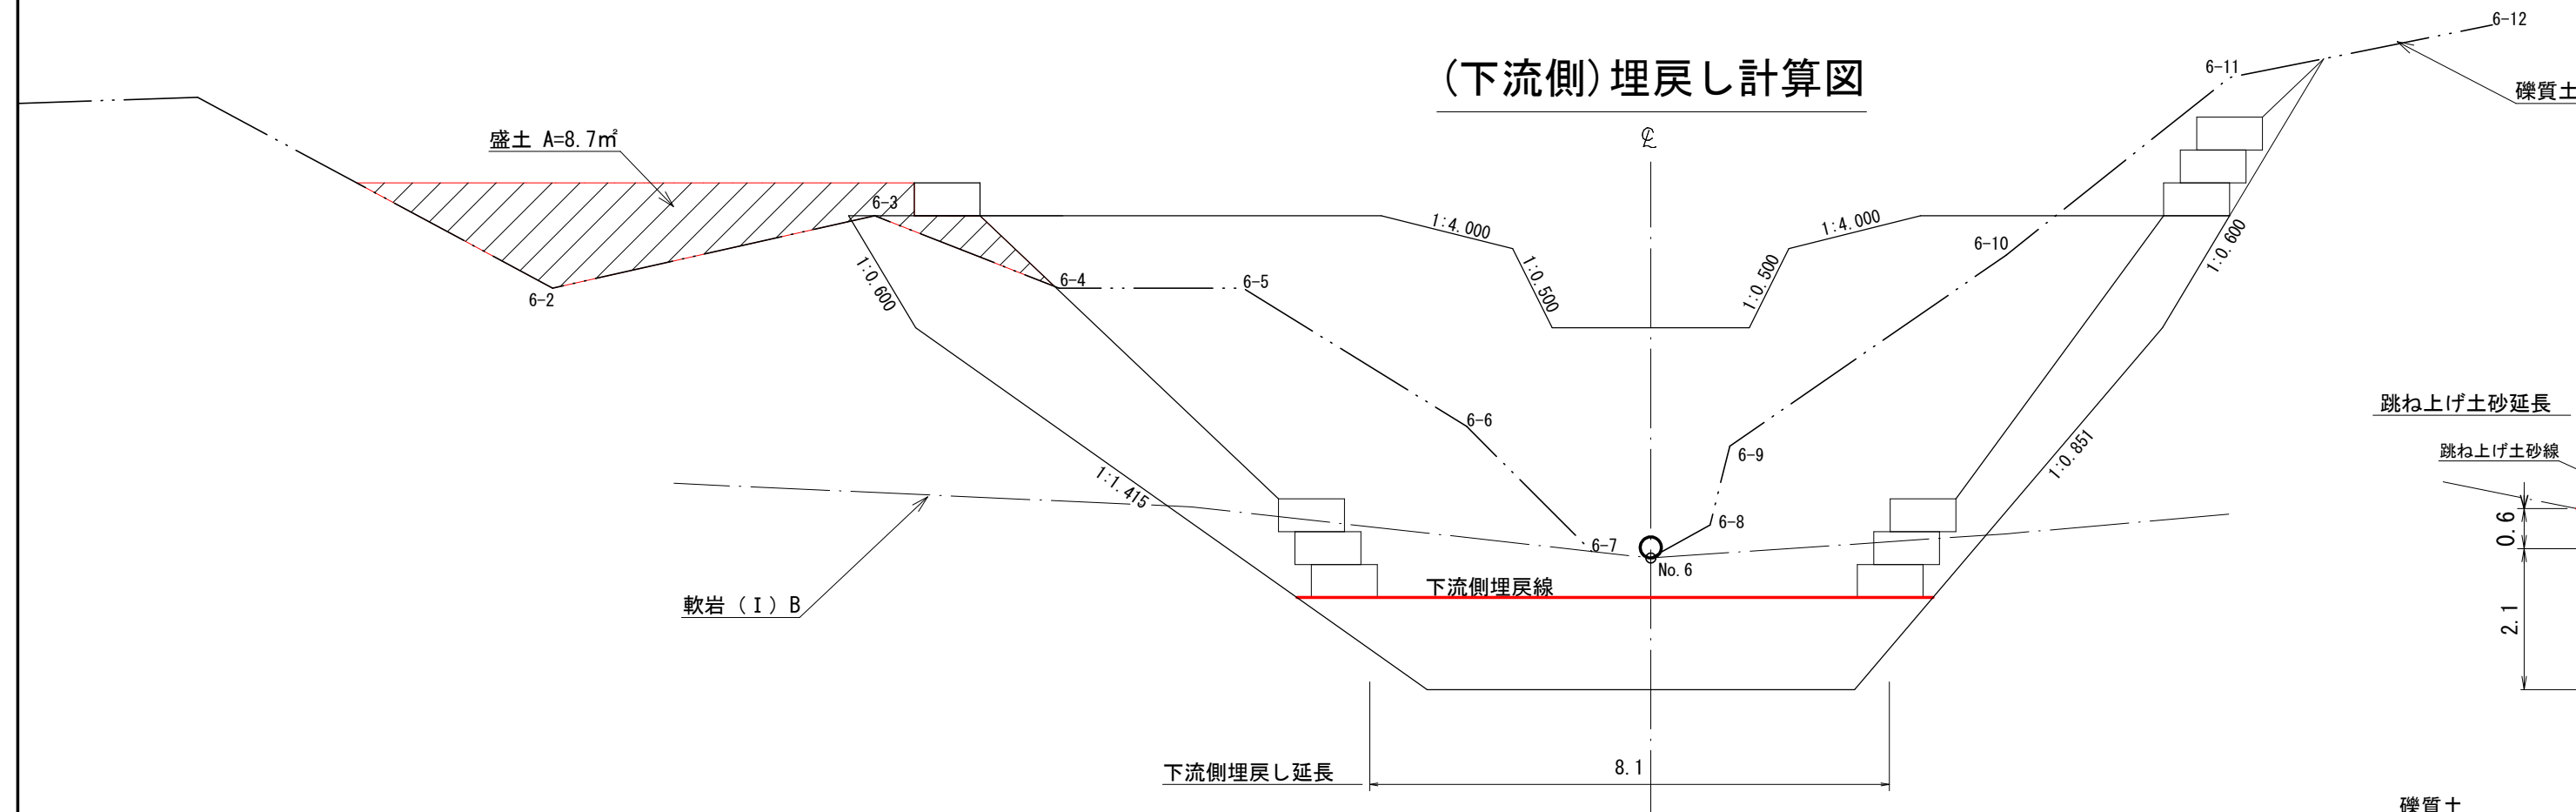 6-12
(下流側)埋戻し計算図
6-11
礫質土
盛土 A=8.7㎡
℄
6-3
1:4.000
1:4.000
6-10
1:0.600
6-4
6-5
1:0.600
1:0.500
1:0.500
6-2
跳ね上げ土砂延長
6-6
6-9
跳ね上げ土砂線
1:0.851
1:1.415
6-8
0.6
6-7
No.6
下流側埋戻線
軟岩(Ⅰ)B
2.1
下流側埋戻し延長
8.1
礫質土